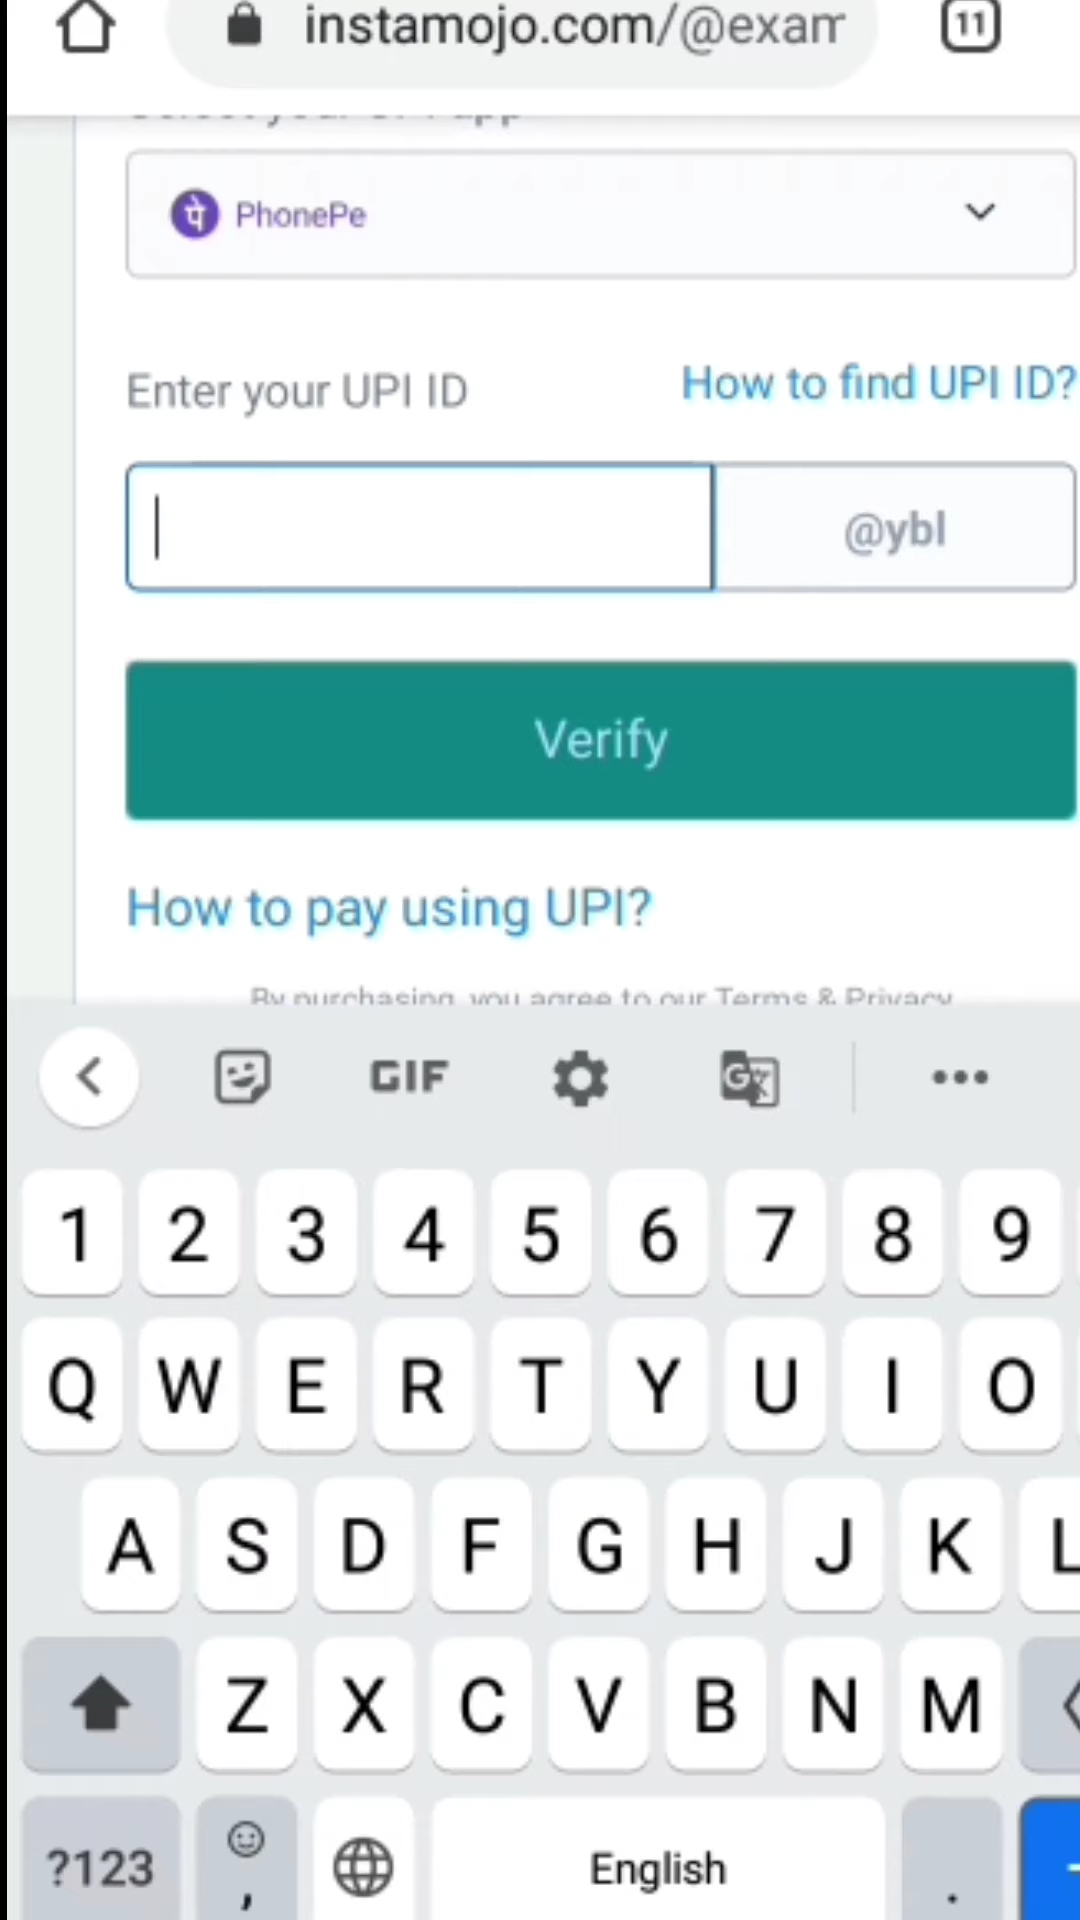 instamojo.com/@exam
11
पे PhonePe
Enter your UPI ID
How to find UPI ID?
@ybl
Verify
How to pay using UPI?
By purchasing, you agree to our Terms & Privacy
GIF
G
1 2 3 4 5 6 7 8 9
Q W E R T Y U I O
A S D F G H J K L
Z X C V B N M
?123 , English .